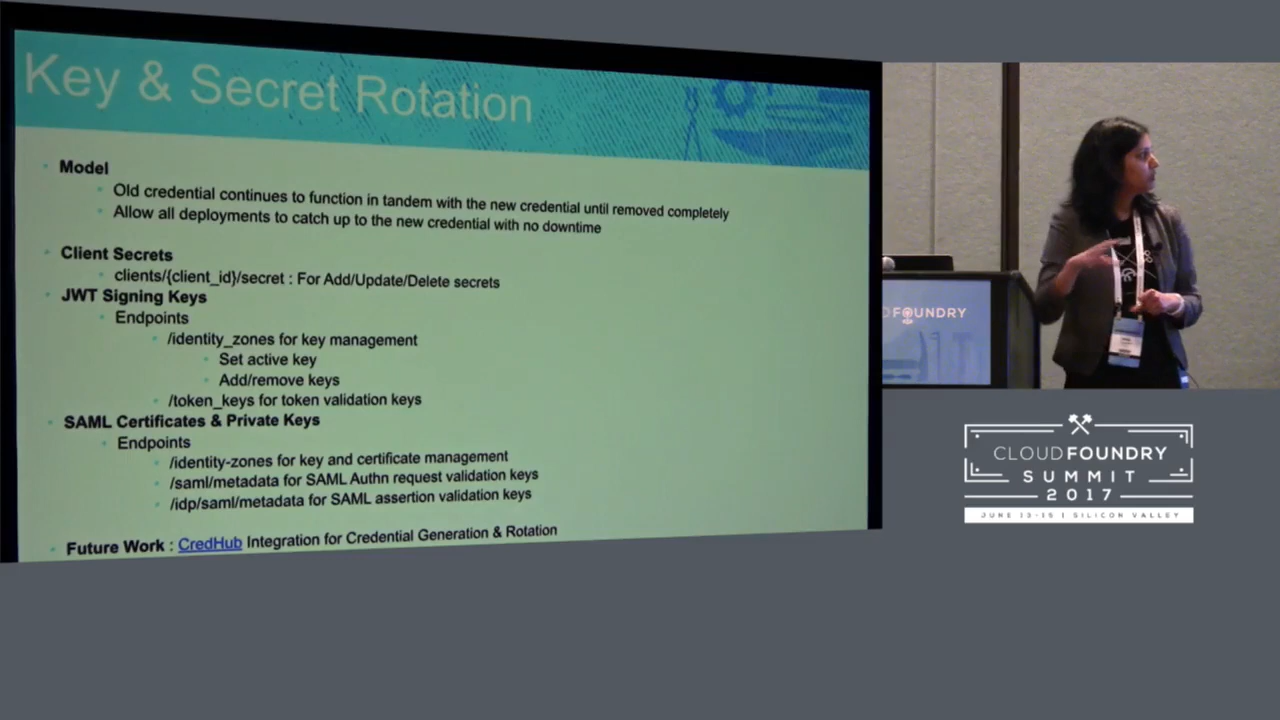 Key & Secret Rotation
Model
Old credential continues to function in tandem with the new credential until removed completely
Allow all deployments to catch up to the new credential with no downtime
Client Secrets
clients/{client_id}/secret : For Add/Update/Delete secrets
JWT Signing Keys
Endpoints
/identity_zones for key management
Set active key
Add/remove keys
/token_keys for token validation keys
SAML Certificates & Private Keys
Endpoints
/identity-zones for key and certificate management
/saml/metadata for SAML Authn request validation keys
/idp/saml/metadata for SAML assertion validation keys
Future Work : CredHub Integration for Credential Generation & Rotation
D FOUNDRY
CLOUD FOUNDRY
SUMMIT
2017
JUNE 13-15 | SILICON VALLEY